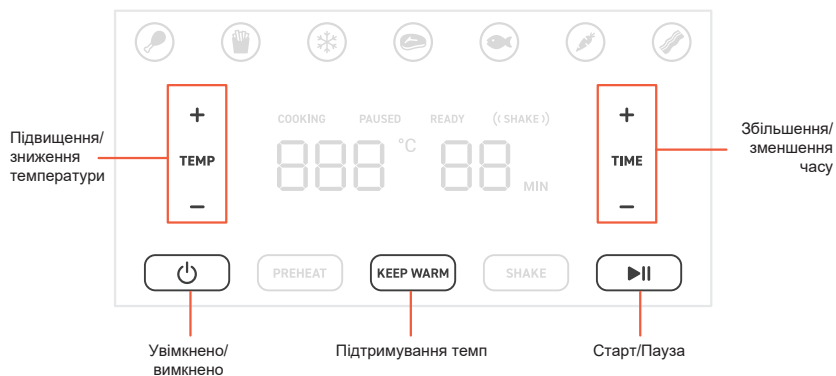 COOKING PAUSED READY ((SHAKE))
+
TEMP
−
888 °C 88 MIN
+
TIME
−
Підвищення/
зниження
температури
Збільшення/
зменшення
часу
PREHEAT KEEP WARM SHAKE
Увімкнено/
вимкнено
Підтримування темп
Старт/Пауза